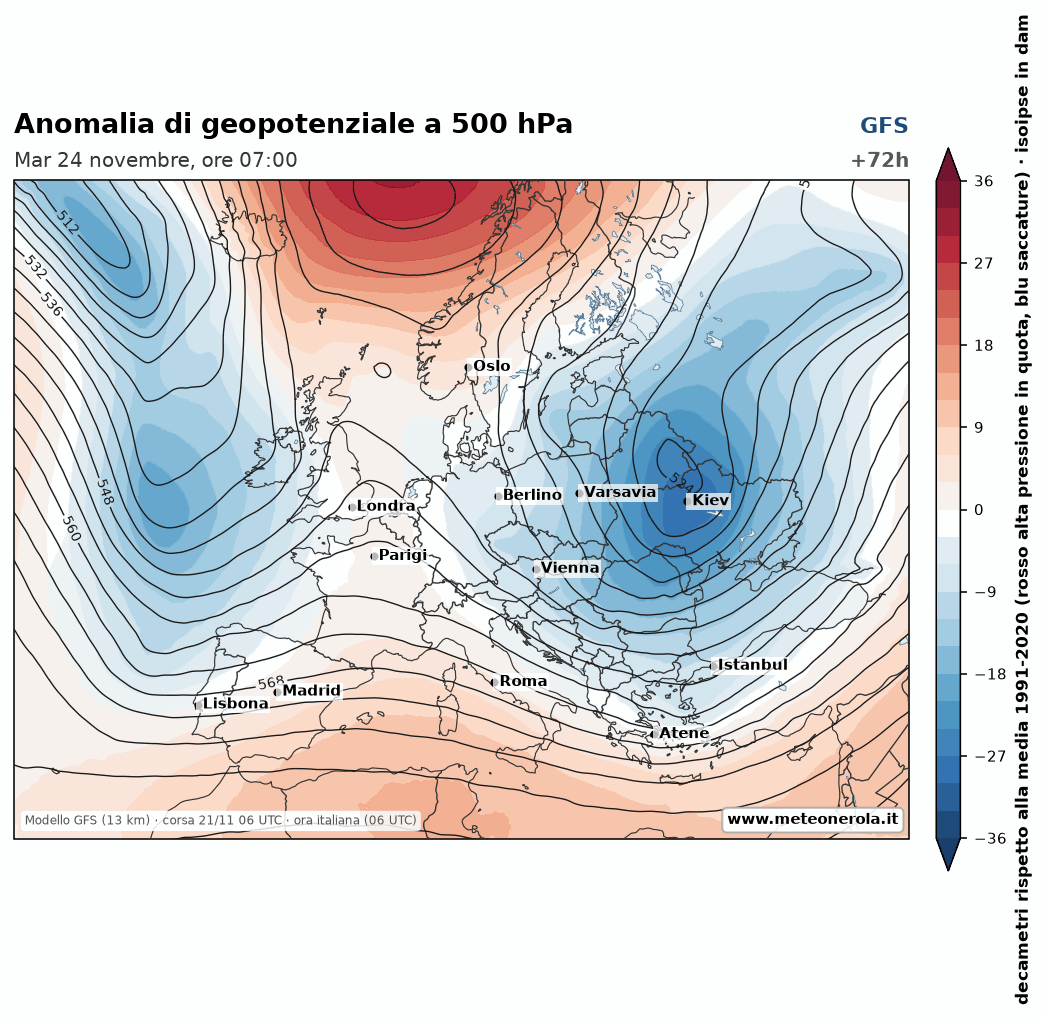 Anomalia di geopotenziale a 500 hPa
GFS
Mar 24 novembre, ore 07:00
+72h
512
532
536
548
560
568
524
5
Oslo
Berlino
Varsavia
Kiev
Londra
Parigi
Vienna
Istanbul
Roma
Madrid
Lisbona
Atene
Modello GFS (13 km) · corsa 21/11 06 UTC · ora italiana (06 UTC)
www.meteonerola.it
36
27
18
9
0
−9
−18
−27
−36
decametri rispetto alla media 1991-2020 (rosso alta pressione in quota, blu saccature) · isoipse in dam